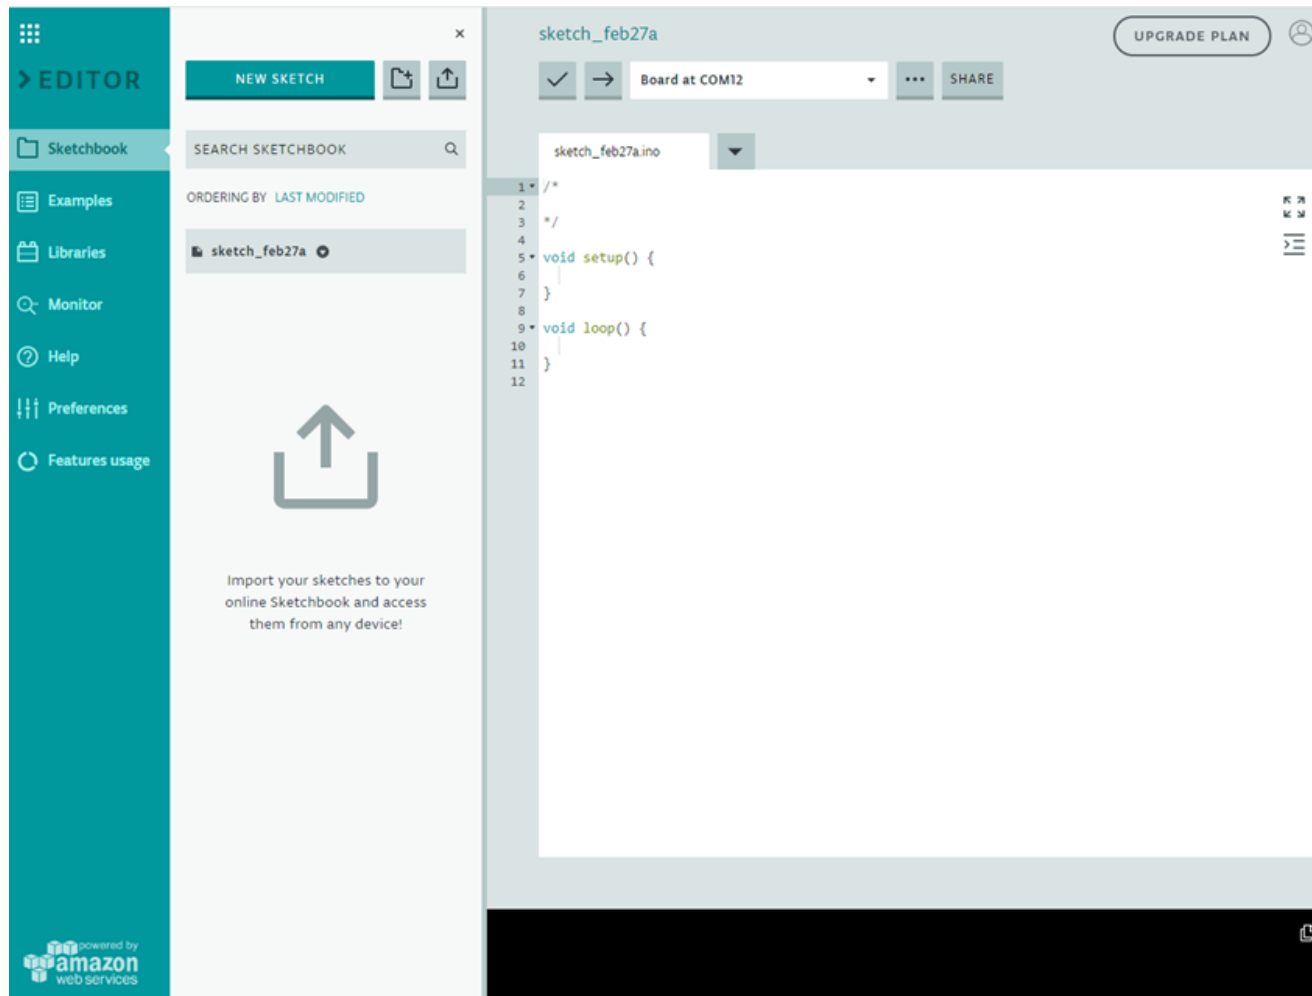 >EDITOR
Sketchbook
Examples
Libraries
Monitor
Help
Preferences
Features usage
powered by
amazon
web services
×
NEW SKETCH
SEARCH SKETCHBOOK
ORDERING BY LAST MODIFIED
sketch_feb27a
Import your sketches to your
online Sketchbook and access
them from any device!
sketch_feb27a
UPGRADE PLAN
Board at COM12
••• SHARE
sketch_feb27a.ino
1 /*
2
3 */
4
5 void setup() {
6
7 }
8
9 void loop() {
10
11 }
12